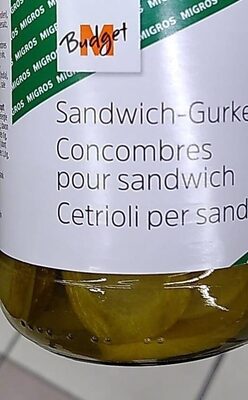 MIGROS MIGROS MIGROS
M
Budget
Sandwich-Gurke
Concombres
pour sandwich
Cetrioli per sand